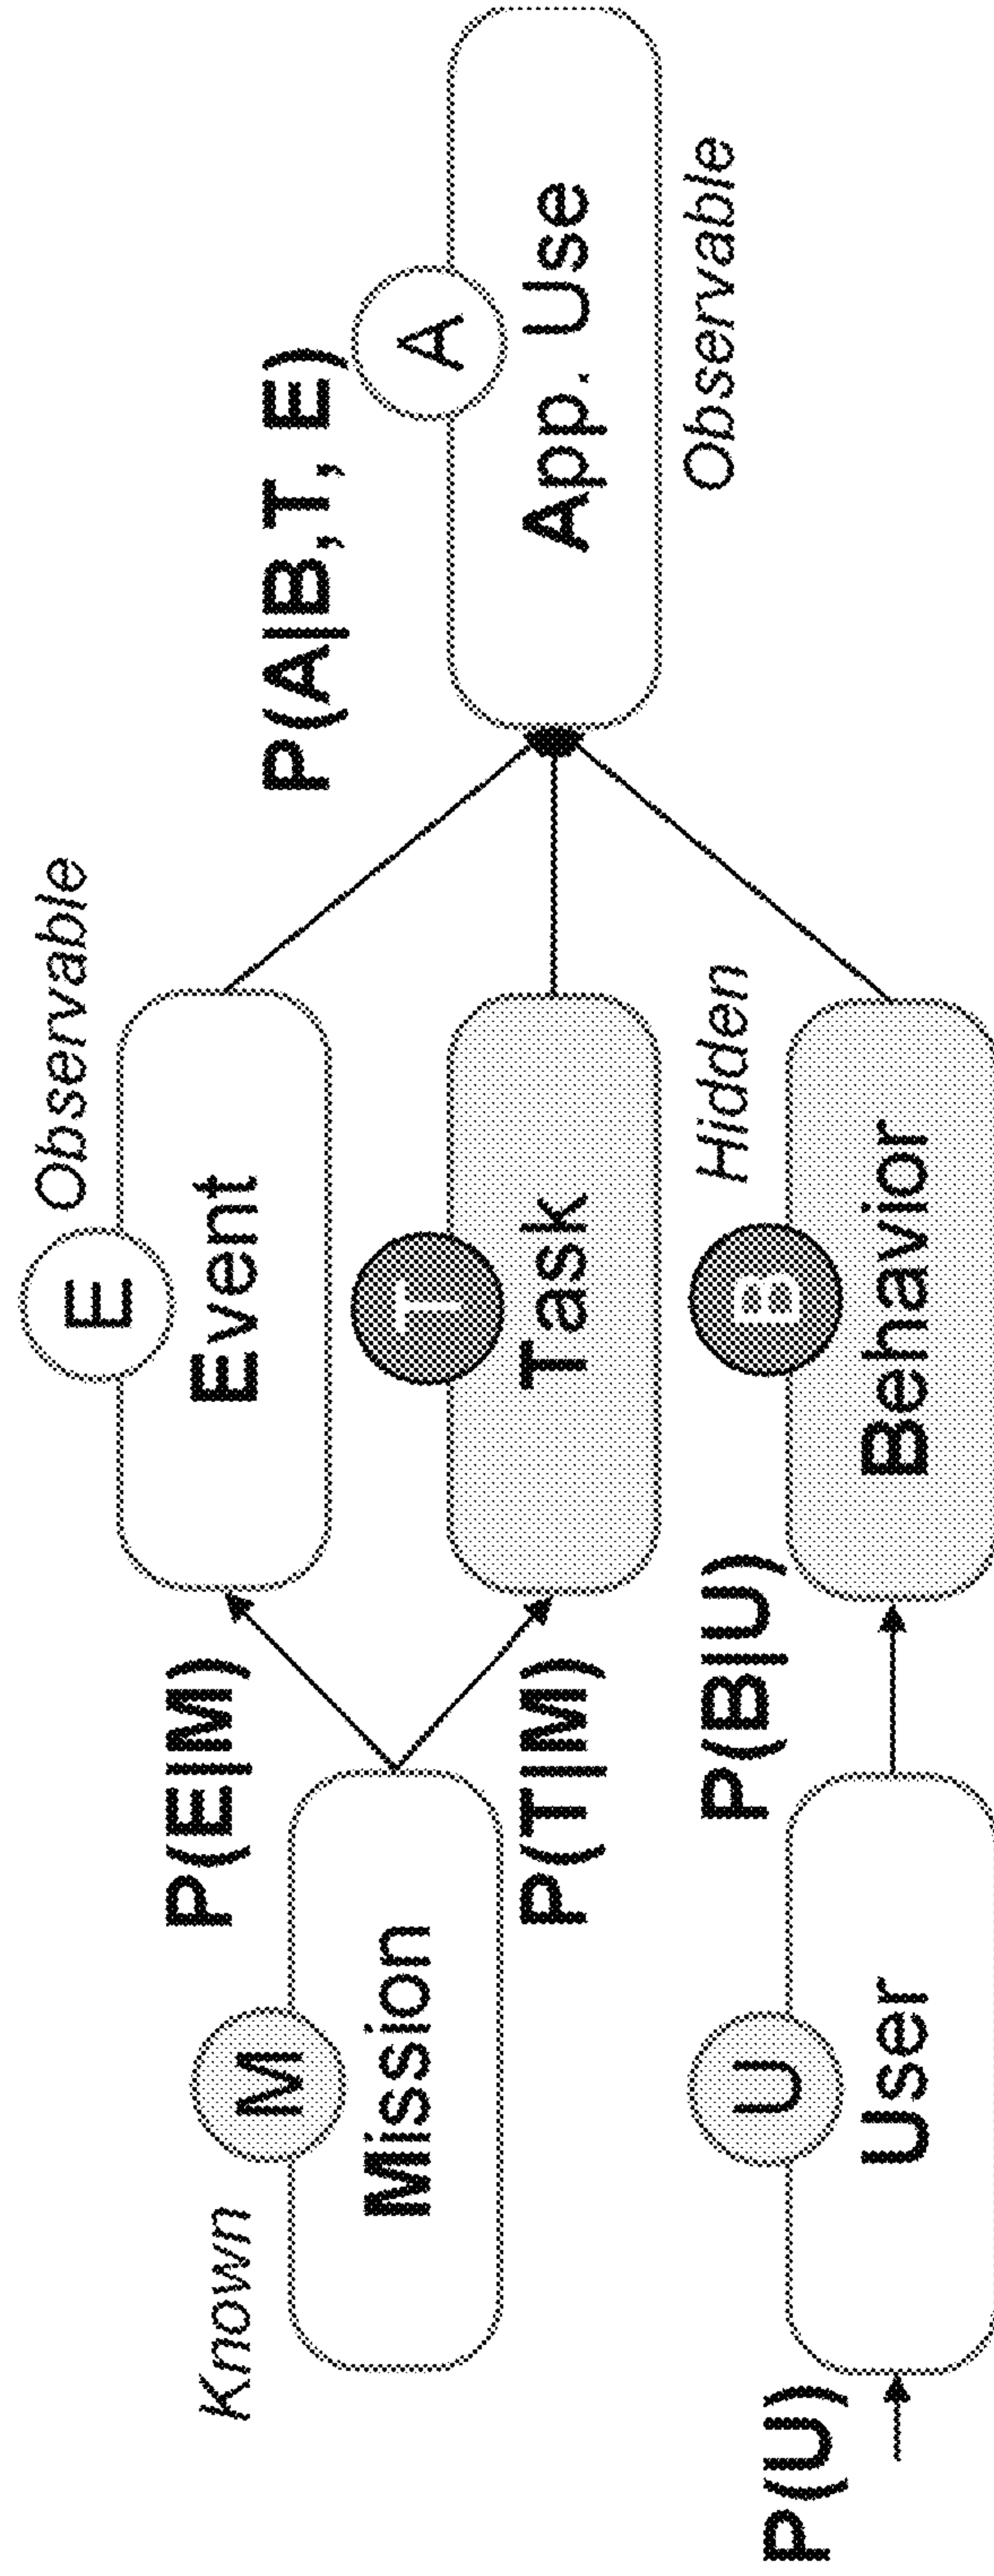 Known
M
Mission
P(E|M)
P(T|M)
E
Observable
Event
T
Task
P(U)
U
User
P(B|U)
B
Hidden
Behavior
P(A|B,T, E)
A
App. Use
Observable